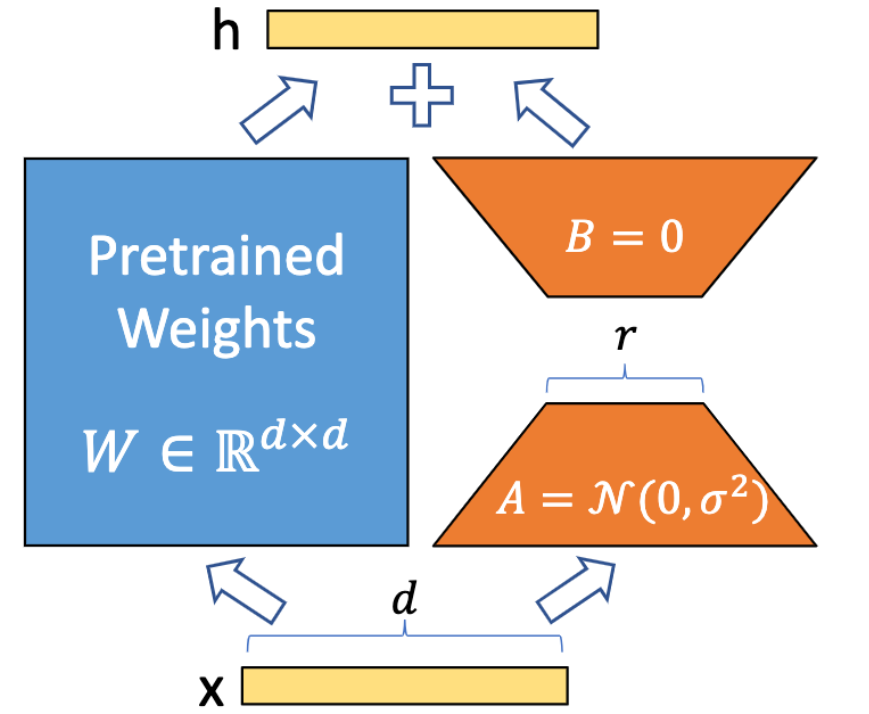 h
Pretrained
Weights
W ∈ ℝ^{d×d}
B = 0
r
A = 𝒩(0, σ²)
d
x